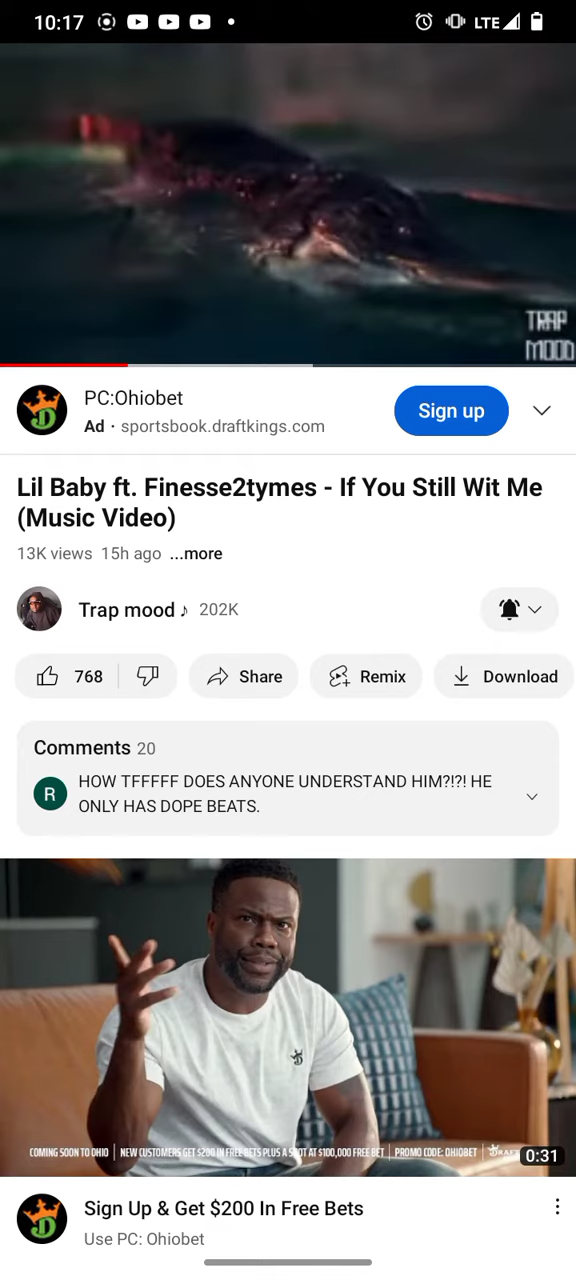 10:17
LTE
TRAP
MOOD
PC:Ohiobet
Ad · sportsbook.draftkings.com
Sign up
Lil Baby ft. Finesse2tymes - If You Still Wit Me
(Music Video)
13K views 15h ago ...more
Trap mood ♪ 202K
768
Share
Remix
Download
Comments 20
R
HOW TFFFFF DOES ANYONE UNDERSTAND HIM?!?! HE
ONLY HAS DOPE BEATS.
COMING SOON TO OHIO | NEW CUSTOMERS GET $200 IN FREE BETS PLUS A SHOT AT $100,000 FREE BET | PROMO CODE: OHIOBET |
0:31
Sign Up & Get $200 In Free Bets
Use PC: Ohiobet